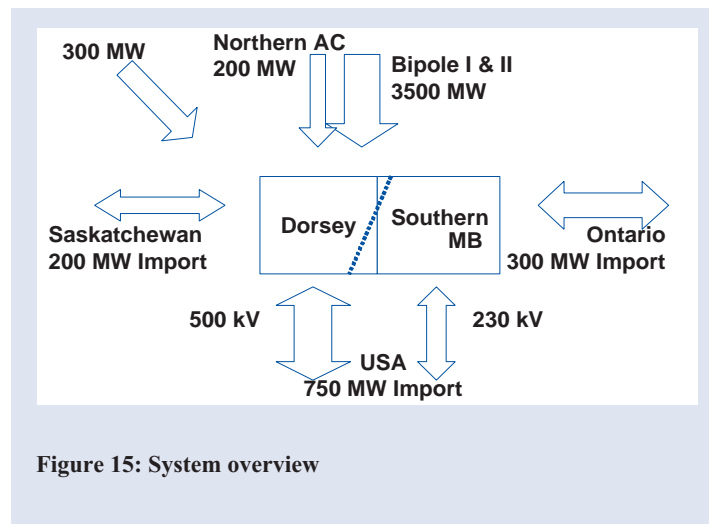 300 MW
Northern AC
200 MW
Bipole I & II
3500 MW
Dorsey
Southern
MB
Saskatchewan
200 MW Import
Ontario
300 MW Import
500 kV
230 kV
USA
750 MW Import
Figure 15: System overview